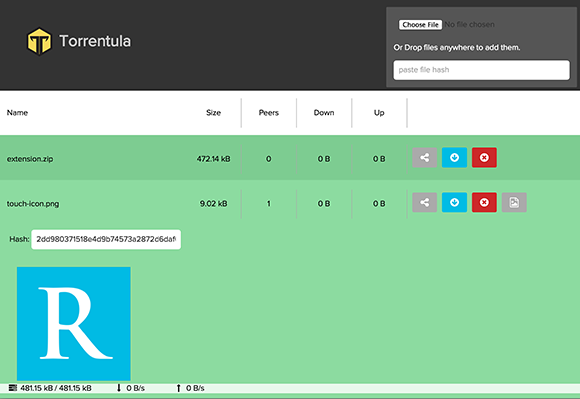 Torrentula
Choose File No file chosen
Or Drop files anywhere to add them.
paste file hash
Name Size Peers Down Up
extension.zip 472.14 kB 0 0 B 0 B
touch-icon.png 9.02 kB 1 0 B 0 B
Hash: 2dd980371518e4d9b74573a2872d6daf
R
481.15 kB / 481.15 kB 0 B/s 0 B/s